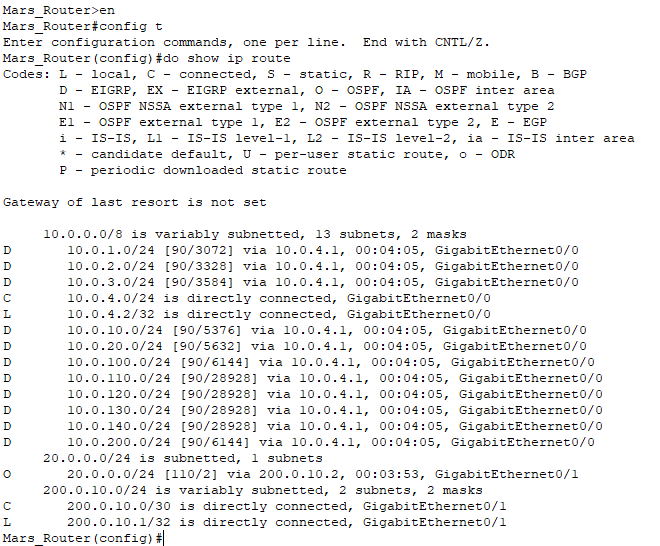 Mars_Router>en
Mars_Router#config t
Enter configuration commands, one per line.  End with CNTL/Z.
Mars_Router(config)#do show ip route
Codes: L - local, C - connected, S - static, R - RIP, M - mobile, B - BGP
       D - EIGRP, EX - EIGRP external, O - OSPF, IA - OSPF inter area
       N1 - OSPF NSSA external type 1, N2 - OSPF NSSA external type 2
       E1 - OSPF external type 1, E2 - OSPF external type 2, E - EGP
       i - IS-IS, L1 - IS-IS level-1, L2 - IS-IS level-2, ia - IS-IS inter area
       * - candidate default, U - per-user static route, o - ODR
       P - periodic downloaded static route

Gateway of last resort is not set

     10.0.0.0/8 is variably subnetted, 13 subnets, 2 masks
D       10.0.1.0/24 [90/3072] via 10.0.4.1, 00:04:05, GigabitEthernet0/0
D       10.0.2.0/24 [90/3328] via 10.0.4.1, 00:04:05, GigabitEthernet0/0
D       10.0.3.0/24 [90/3584] via 10.0.4.1, 00:04:05, GigabitEthernet0/0
C       10.0.4.0/24 is directly connected, GigabitEthernet0/0
L       10.0.4.2/32 is directly connected, GigabitEthernet0/0
D       10.0.10.0/24 [90/5376] via 10.0.4.1, 00:04:05, GigabitEthernet0/0
D       10.0.20.0/24 [90/5632] via 10.0.4.1, 00:04:05, GigabitEthernet0/0
D       10.0.100.0/24 [90/6144] via 10.0.4.1, 00:04:05, GigabitEthernet0/0
D       10.0.110.0/24 [90/28928] via 10.0.4.1, 00:04:05, GigabitEthernet0/0
D       10.0.120.0/24 [90/28928] via 10.0.4.1, 00:04:05, GigabitEthernet0/0
D       10.0.130.0/24 [90/28928] via 10.0.4.1, 00:04:05, GigabitEthernet0/0
D       10.0.140.0/24 [90/28928] via 10.0.4.1, 00:04:05, GigabitEthernet0/0
D       10.0.200.0/24 [90/6144] via 10.0.4.1, 00:04:05, GigabitEthernet0/0
     20.0.0.0/24 is subnetted, 1 subnets
O       20.0.0.0/24 [110/2] via 200.0.10.2, 00:03:53, GigabitEthernet0/1
     200.0.10.0/24 is variably subnetted, 2 subnets, 2 masks
C       200.0.10.0/30 is directly connected, GigabitEthernet0/1
L       200.0.10.1/32 is directly connected, GigabitEthernet0/1
Mars_Router(config)#